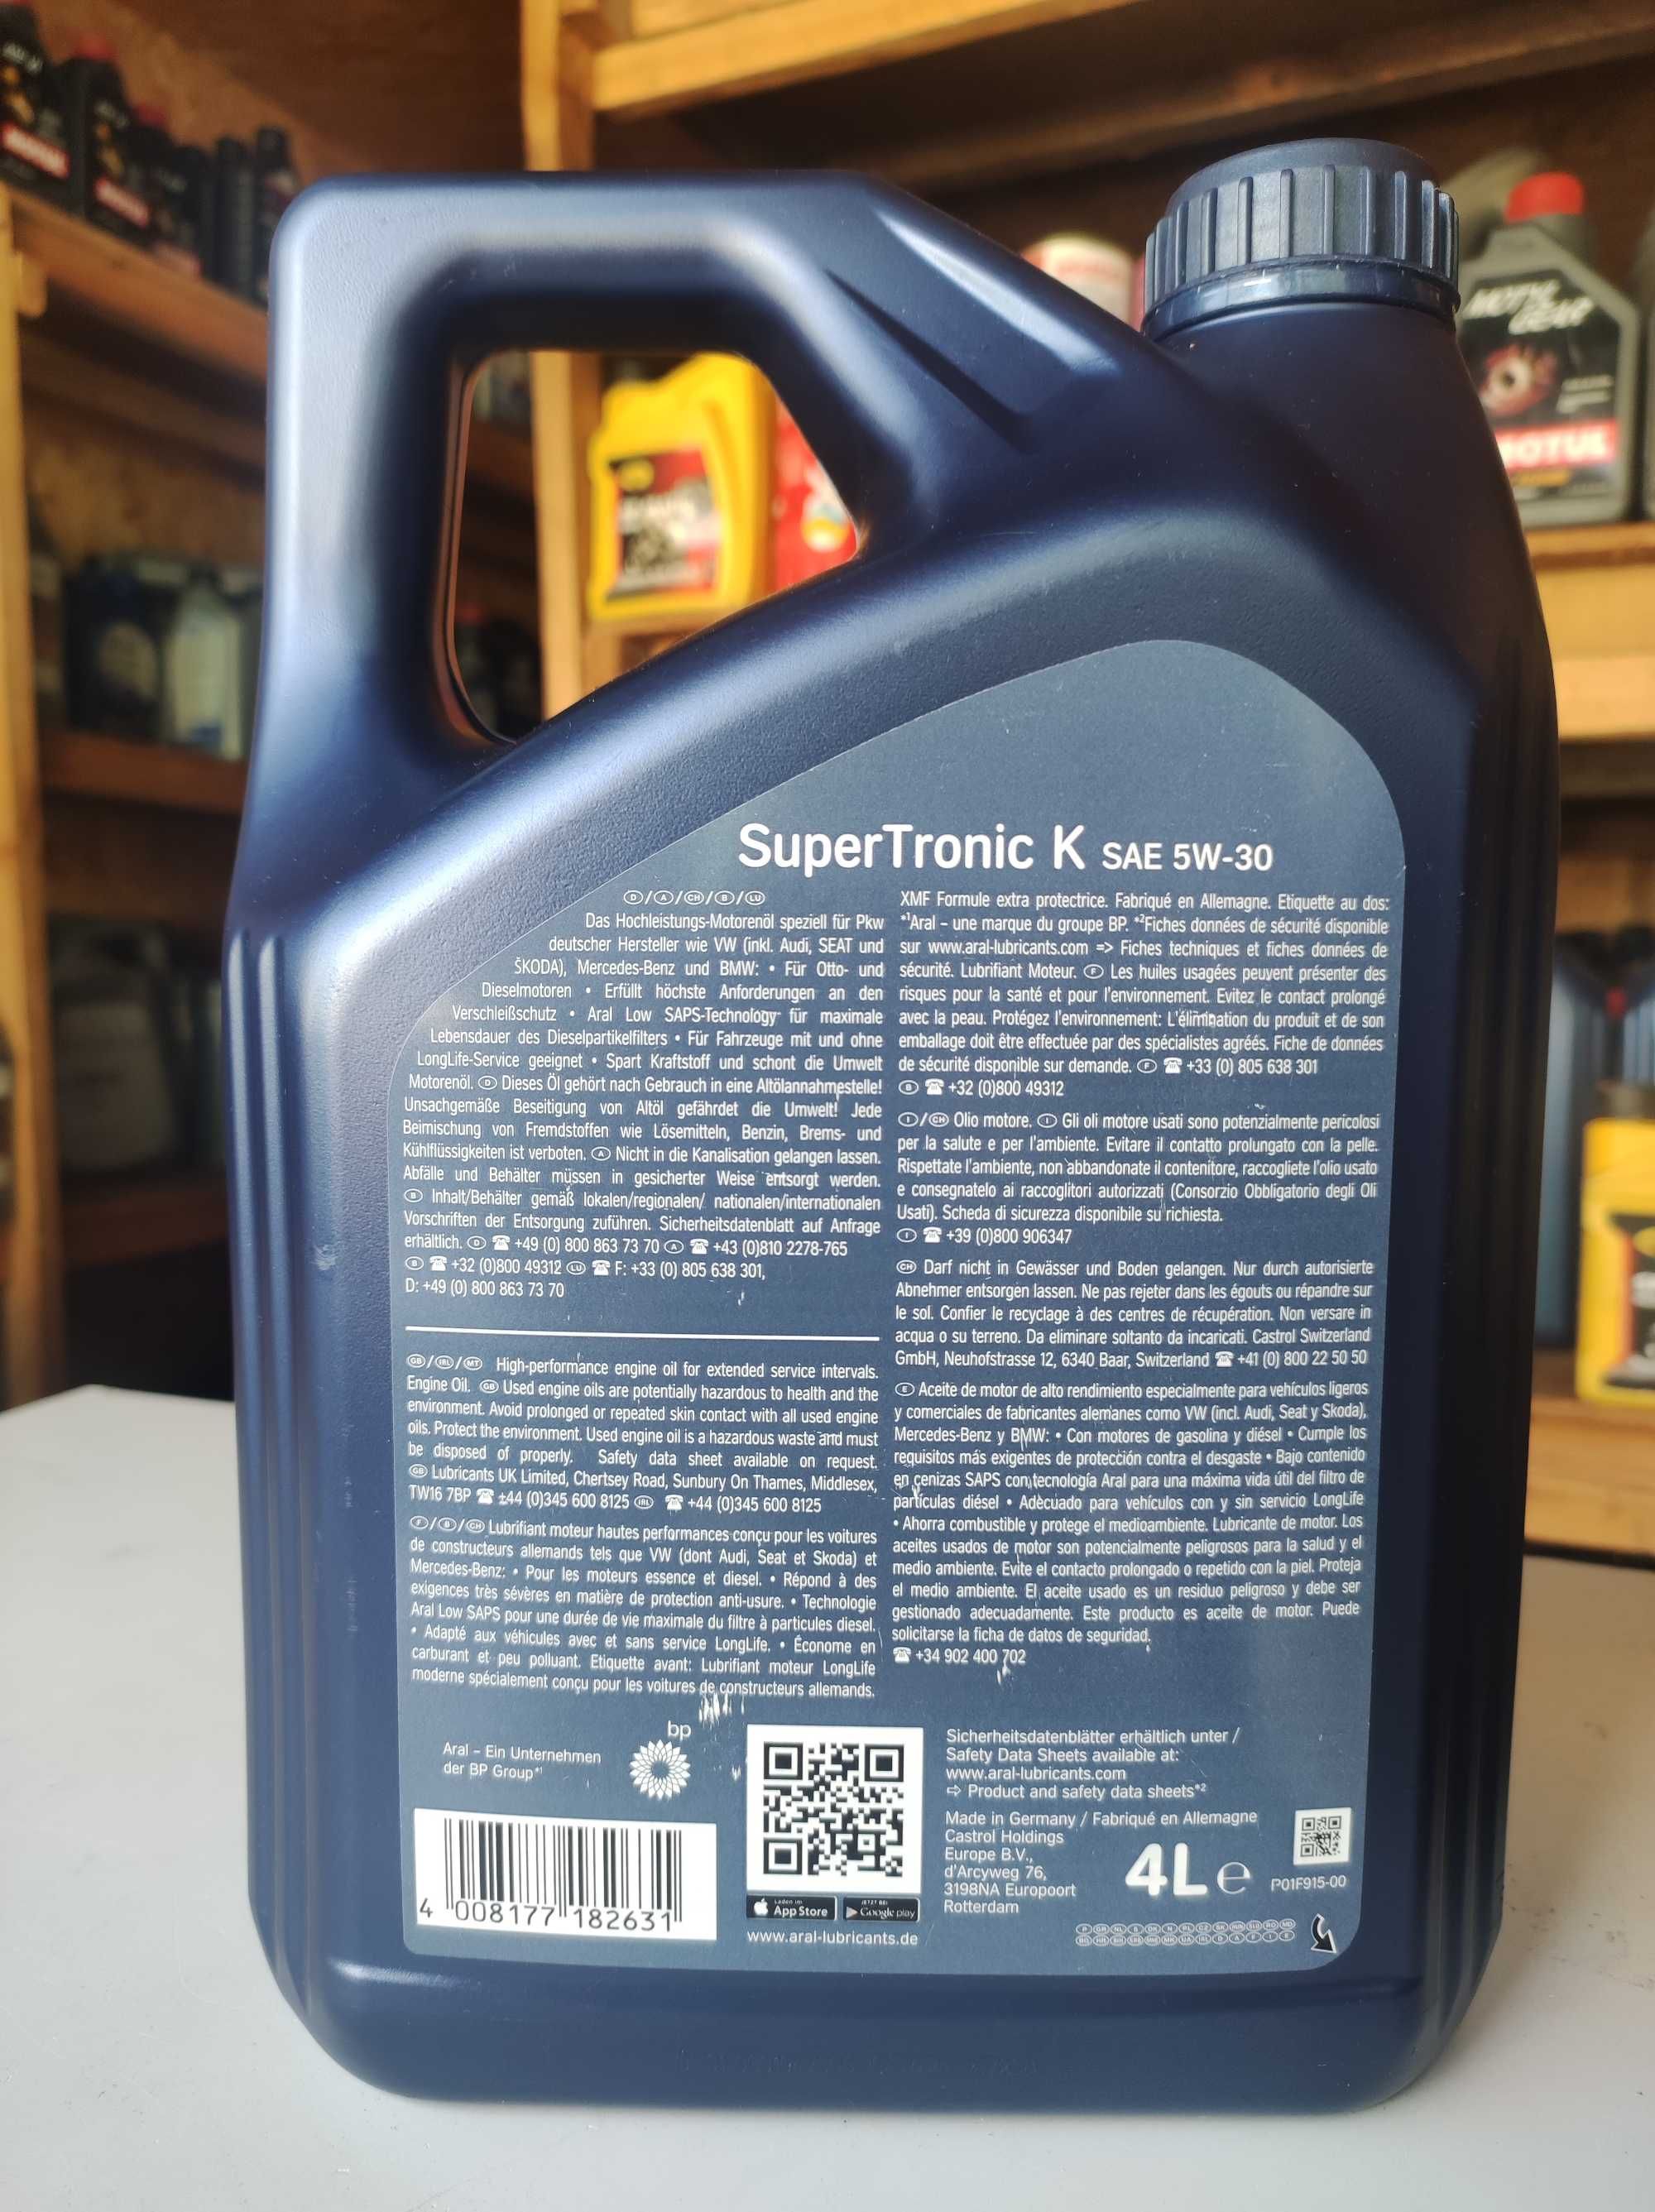 SuperTronic K SAE 5W-30
D/A/CH/B/LU
Das Hochleistungs-Motorenöl speziell für Pkw
deutscher Hersteller wie VW (inkl. Audi, SEAT und
ŠKODA), Mercedes-Benz und BMW: • Für Otto- und
Dieselmotoren • Erfüllt höchste Anforderungen an den
Verschleißschutz • Aral Low SAPS-Technology für maximale
Lebensdauer des Dieselpartikelfilters • Für Fahrzeuge mit und ohne
LongLife-Service geeignet • Spart Kraftstoff und schont die Umwelt
Motorenöl. D Dieses Öl gehört nach Gebrauch in eine Altölannahmestelle!
Unsachgemäße Beseitigung von Altöl gefährdet die Umwelt! Jede
Beimischung von Fremdstoffen wie Lösemitteln, Benzin, Brems- und
Kühlflüssigkeiten ist verboten. A Nicht in die Kanalisation gelangen lassen.
Abfälle und Behälter müssen in gesicherter Weise entsorgt werden.
B Inhalt/Behälter gemäß lokalen/regionalen/ nationalen/internationalen
Vorschriften der Entsorgung zuführen. Sicherheitsdatenblatt auf Anfrage
erhältlich. D ☎ +49 (0) 800 863 73 70 A ☎ +43 (0)810 2278-765
B ☎ +32 (0)800 49312 LU ☎ F: +33 (0) 805 638 301,
D: +49 (0) 800 863 73 70
GB/IRL/MT High-performance engine oil for extended service intervals.
Engine Oil. GB Used engine oils are potentially hazardous to health and the
environment. Avoid prolonged or repeated skin contact with all used engine
oils. Protect the environment. Used engine oil is a hazardous waste and must
be disposed of properly. Safety data sheet available on request.
GB Lubricants UK Limited, Chertsey Road, Sunbury On Thames, Middlesex,
TW16 7BP ☎ +44 (0)345 600 8125 IRL ☎ +44 (0)345 600 8125
F/B/CH Lubrifiant moteur hautes performances conçu pour les voitures
de constructeurs allemands tels que VW (dont Audi, Seat et Skoda) et
Mercedes-Benz: • Pour les moteurs essence et diesel. • Répond à des
exigences très sévères en matière de protection anti-usure. • Technologie
Aral Low SAPS pour une durée de vie maximale du filtre à particules diesel.
• Adapté aux véhicules avec et sans service LongLife. • Économe en
carburant et peu polluant. Etiquette avant: Lubrifiant moteur LongLife
moderne spécialement conçu pour les voitures de constructeurs allemands.
XMF Formule extra protectrice. Fabriqué en Allemagne. Etiquette au dos:
*¹Aral – une marque du groupe BP. *²Fiches données de sécurité disponible
sur www.aral-lubricants.com => Fiches techniques et fiches données de
sécurité. Lubrifiant Moteur. F Les huiles usagées peuvent présenter des
risques pour la santé et pour l'environnement. Evitez le contact prolongé
avec la peau. Protégez l'environnement: L'élimination du produit et de son
emballage doit être effectuée par des spécialistes agréés. Fiche de données
de sécurité disponible sur demande. F ☎ +33 (0) 805 638 301
B ☎ +32 (0)800 49312
I/CH Olio motore. I Gli oli motore usati sono potenzialmente pericolosi
per la salute e per l'ambiente. Evitare il contatto prolungato con la pelle.
Rispettate l'ambiente, non abbandonate il contenitore, raccogliete l'olio usato
e consegnatelo ai raccoglitori autorizzati (Consorzio Obbligatorio degli Oli
Usati). Scheda di sicurezza disponibile su richiesta.
I ☎ +39 (0)800 906347
CH Darf nicht in Gewässer und Boden gelangen. Nur durch autorisierte
Abnehmer entsorgen lassen. Ne pas rejeter dans les égouts ou répandre sur
le sol. Confier le recyclage à des centres de récupération. Non versare in
acqua o su terreno. Da eliminare soltanto da incaricati. Castrol Switzerland
GmbH, Neuhofstrasse 12, 6340 Baar, Switzerland ☎ +41 (0) 800 22 50 50
E Aceite de motor de alto rendimiento especialmente para vehículos ligeros
y comerciales de fabricantes alemanes como VW (incl. Audi, Seat y Skoda),
Mercedes-Benz y BMW: • Con motores de gasolina y diésel • Cumple los
requisitos más exigentes de protección contra el desgaste • Bajo contenido
en cenizas SAPS con tecnología Aral para una máxima vida útil del filtro de
partículas diésel • Adecuado para vehículos con y sin servicio LongLife
• Ahorra combustible y protege el medioambiente. Lubricante de motor. Los
aceites usados de motor son potencialmente peligrosos para la salud y el
medio ambiente. Evite el contacto prolongado o repetido con la piel. Proteja
el medio ambiente. El aceite usado es un residuo peligroso y debe ser
gestionado adecuadamente. Este producto es aceite de motor. Puede
solicitarse la ficha de datos de seguridad.
☎ +34 902 400 702
Aral – Ein Unternehmen
der BP Group*¹
bp
4 008177 182631
Laden im
App Store
JETZT BEI
Google play
www.aral-lubricants.de
Sicherheitsdatenblätter erhältlich unter /
Safety Data Sheets available at:
www.aral-lubricants.com
⇨ Product and safety data sheets*²
Made in Germany / Fabriqué en Allemagne
Castrol Holdings
Europe B.V.,
d'Arcyweg 76,
3198NA Europoort
Rotterdam
4L e
P01F915-00
MOTYL GEAR
MOTUL